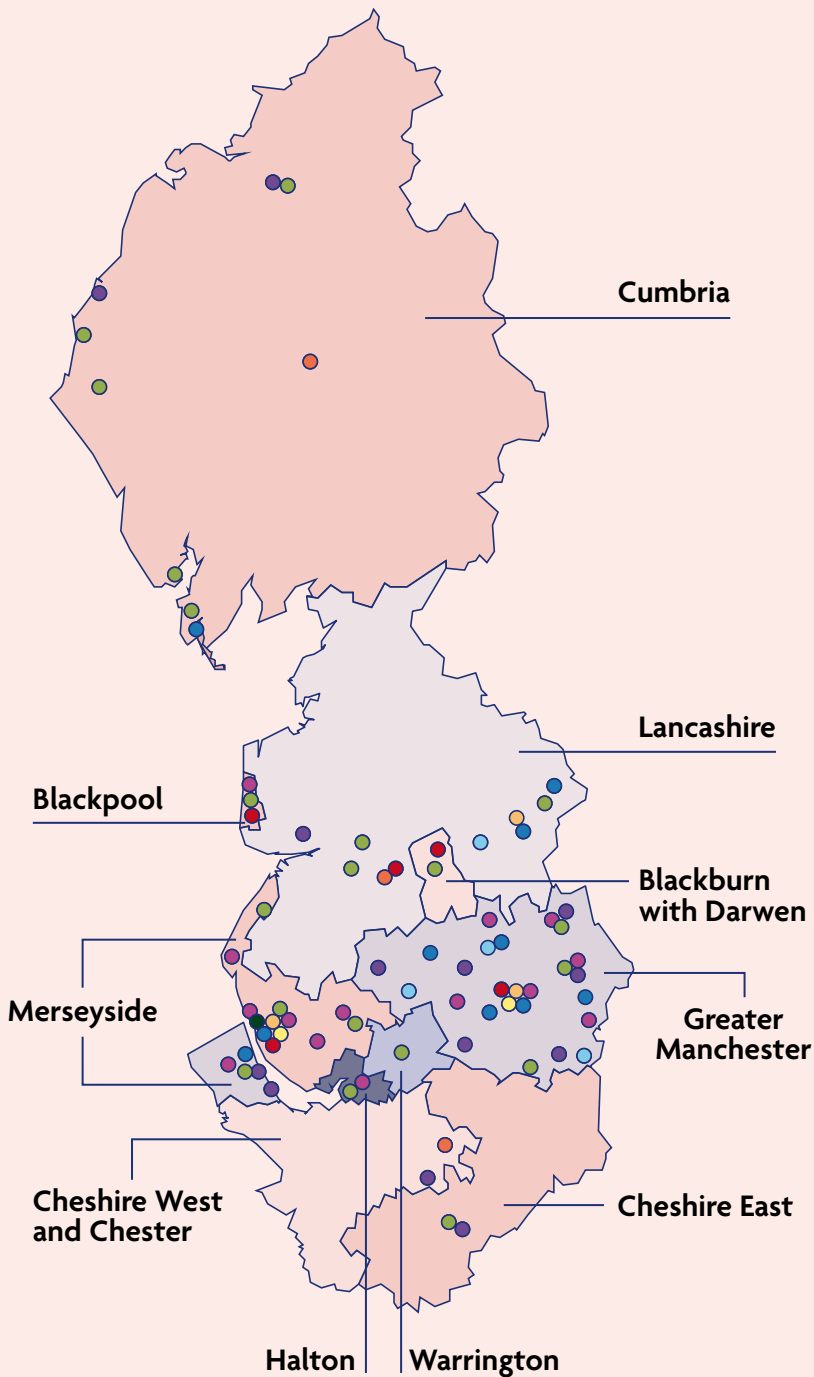 Cumbria
Lancashire
Blackpool
Blackburn
with Darwen
Merseyside
Greater
Manchester
Cheshire West
and Chester
Cheshire East
Halton
Warrington